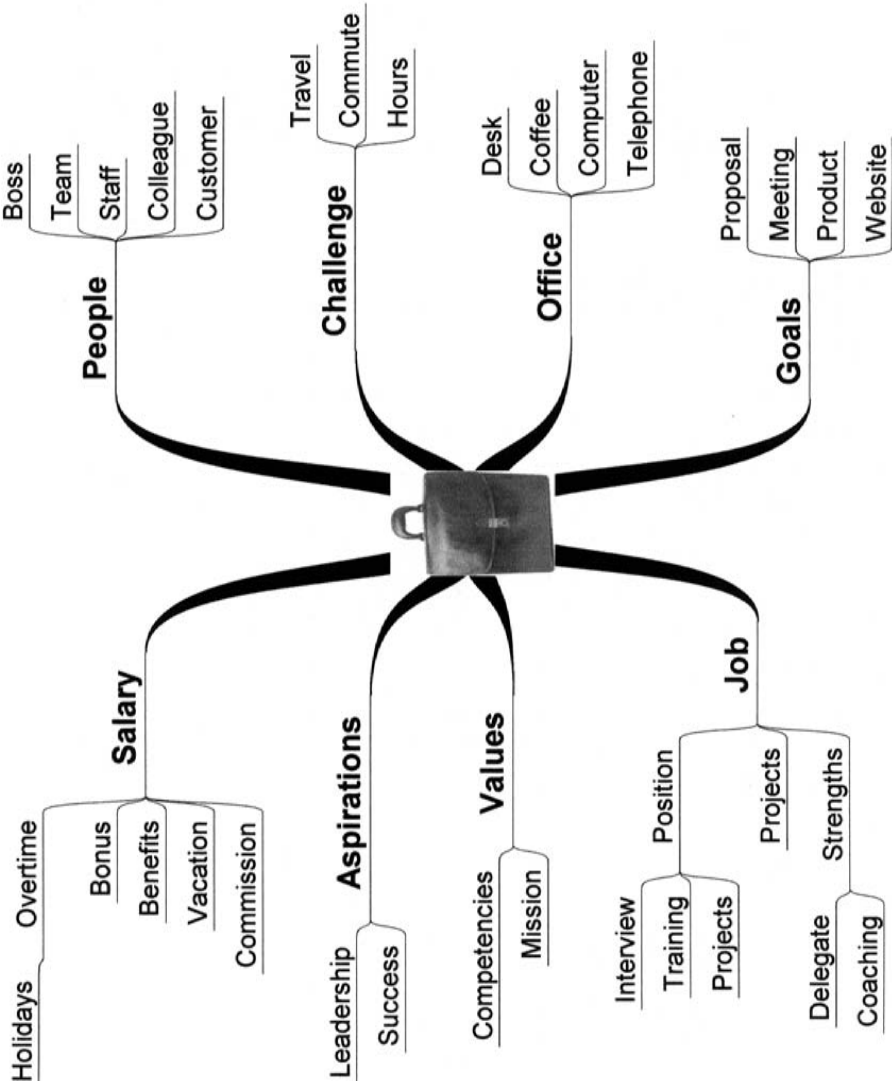 People
Boss
Team
Staff
Colleague
Customer
Challenge
Travel
Commute
Hours
Office
Desk
Coffee
Computer
Telephone
Goals
Proposal
Meeting
Product
Website
Salary
Overtime
Holidays
Bonus
Benefits
Vacation
Commission
Aspirations
Leadership
Success
Values
Competencies
Mission
Job
Position
Interview
Training
Projects
Projects
Strengths
Delegate
Coaching